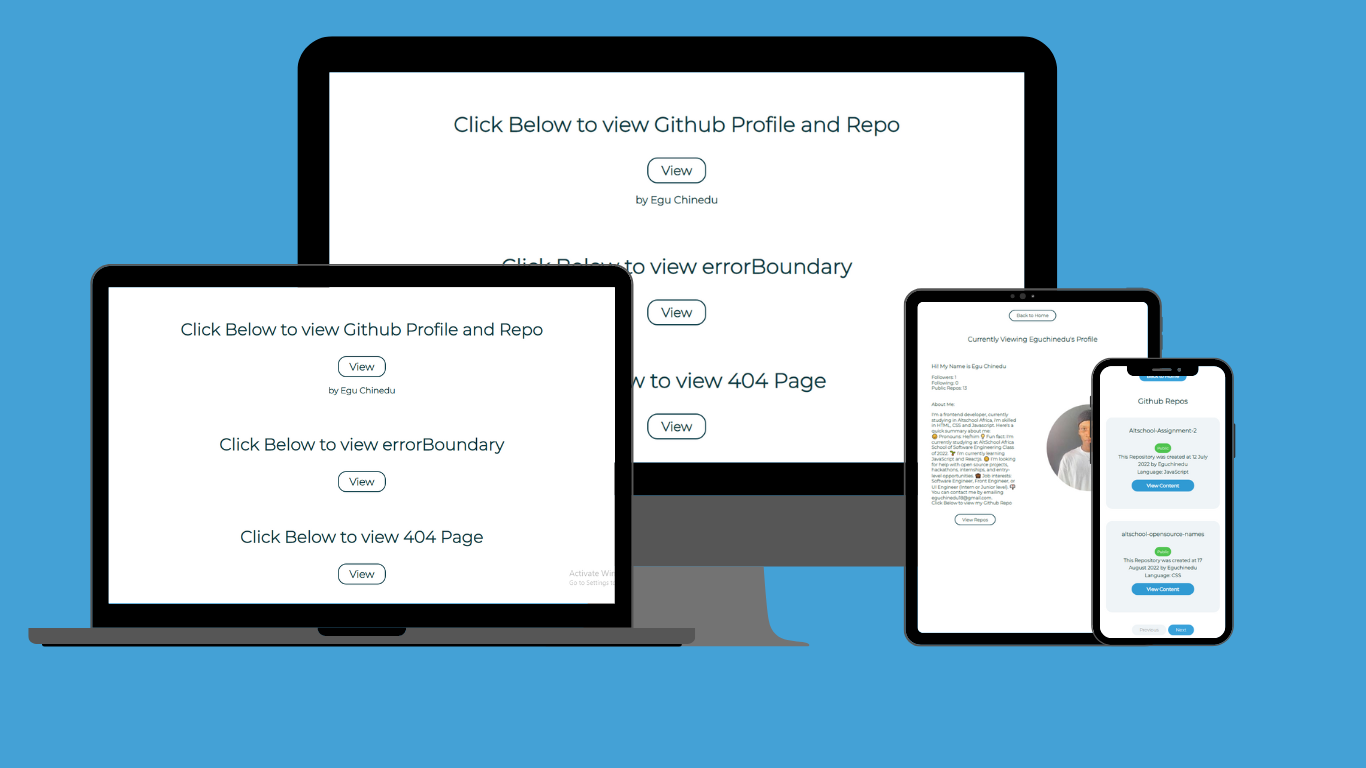 Click Below to view Github Profile and Repo
View
by Egu Chinedu
Click Below to view errorBoundary
View
w to view 404 Page
View
Click Below to view Github Profile and Repo
View
by Egu Chinedu
Click Below to view errorBoundary
View
Click Below to view 404 Page
View
Activate Win
Go to Settings to
Back to Home
Currently Viewing Eguchinedu's Profile
Hi! My Name is Egu Chinedu
Followers: 1
Following: 0
Public Repos: 13
About Me:
I'm a frontend developer, currently
studying in Altschool Africa, I'm skilled
in HTML, CSS and Javascript. Here's a
quick summary about me:
😊 Pronouns: He/him 💡 Fun fact: I'm
currently studying at AltSchool Africa
School of Software Engineering Class
of 2022. 🌱 I'm currently learning
JavaScript and Reactjs. 😊 I'm looking
for help with open source projects,
hackathons, internships, and entry-
level opportunities. 💼 Job interests:
Software Engineer, Front Engineer, or
UI Engineer (Intern or Junior level). 📫
You can contact me by emailing
eguchinedu18@gmail.com.
Click Below to view my Github Repo
View Repos
Back to Home
Github Repos
Altschool-Assignment-2
Public
This Repository was created at 12 July
2022 by Eguchinedu
Language: JavaScript
View Content
altschool-opensource-names
Public
This Repository was created at 17
August 2022 by Eguchinedu
Language: CSS
View Content
Previous
Next